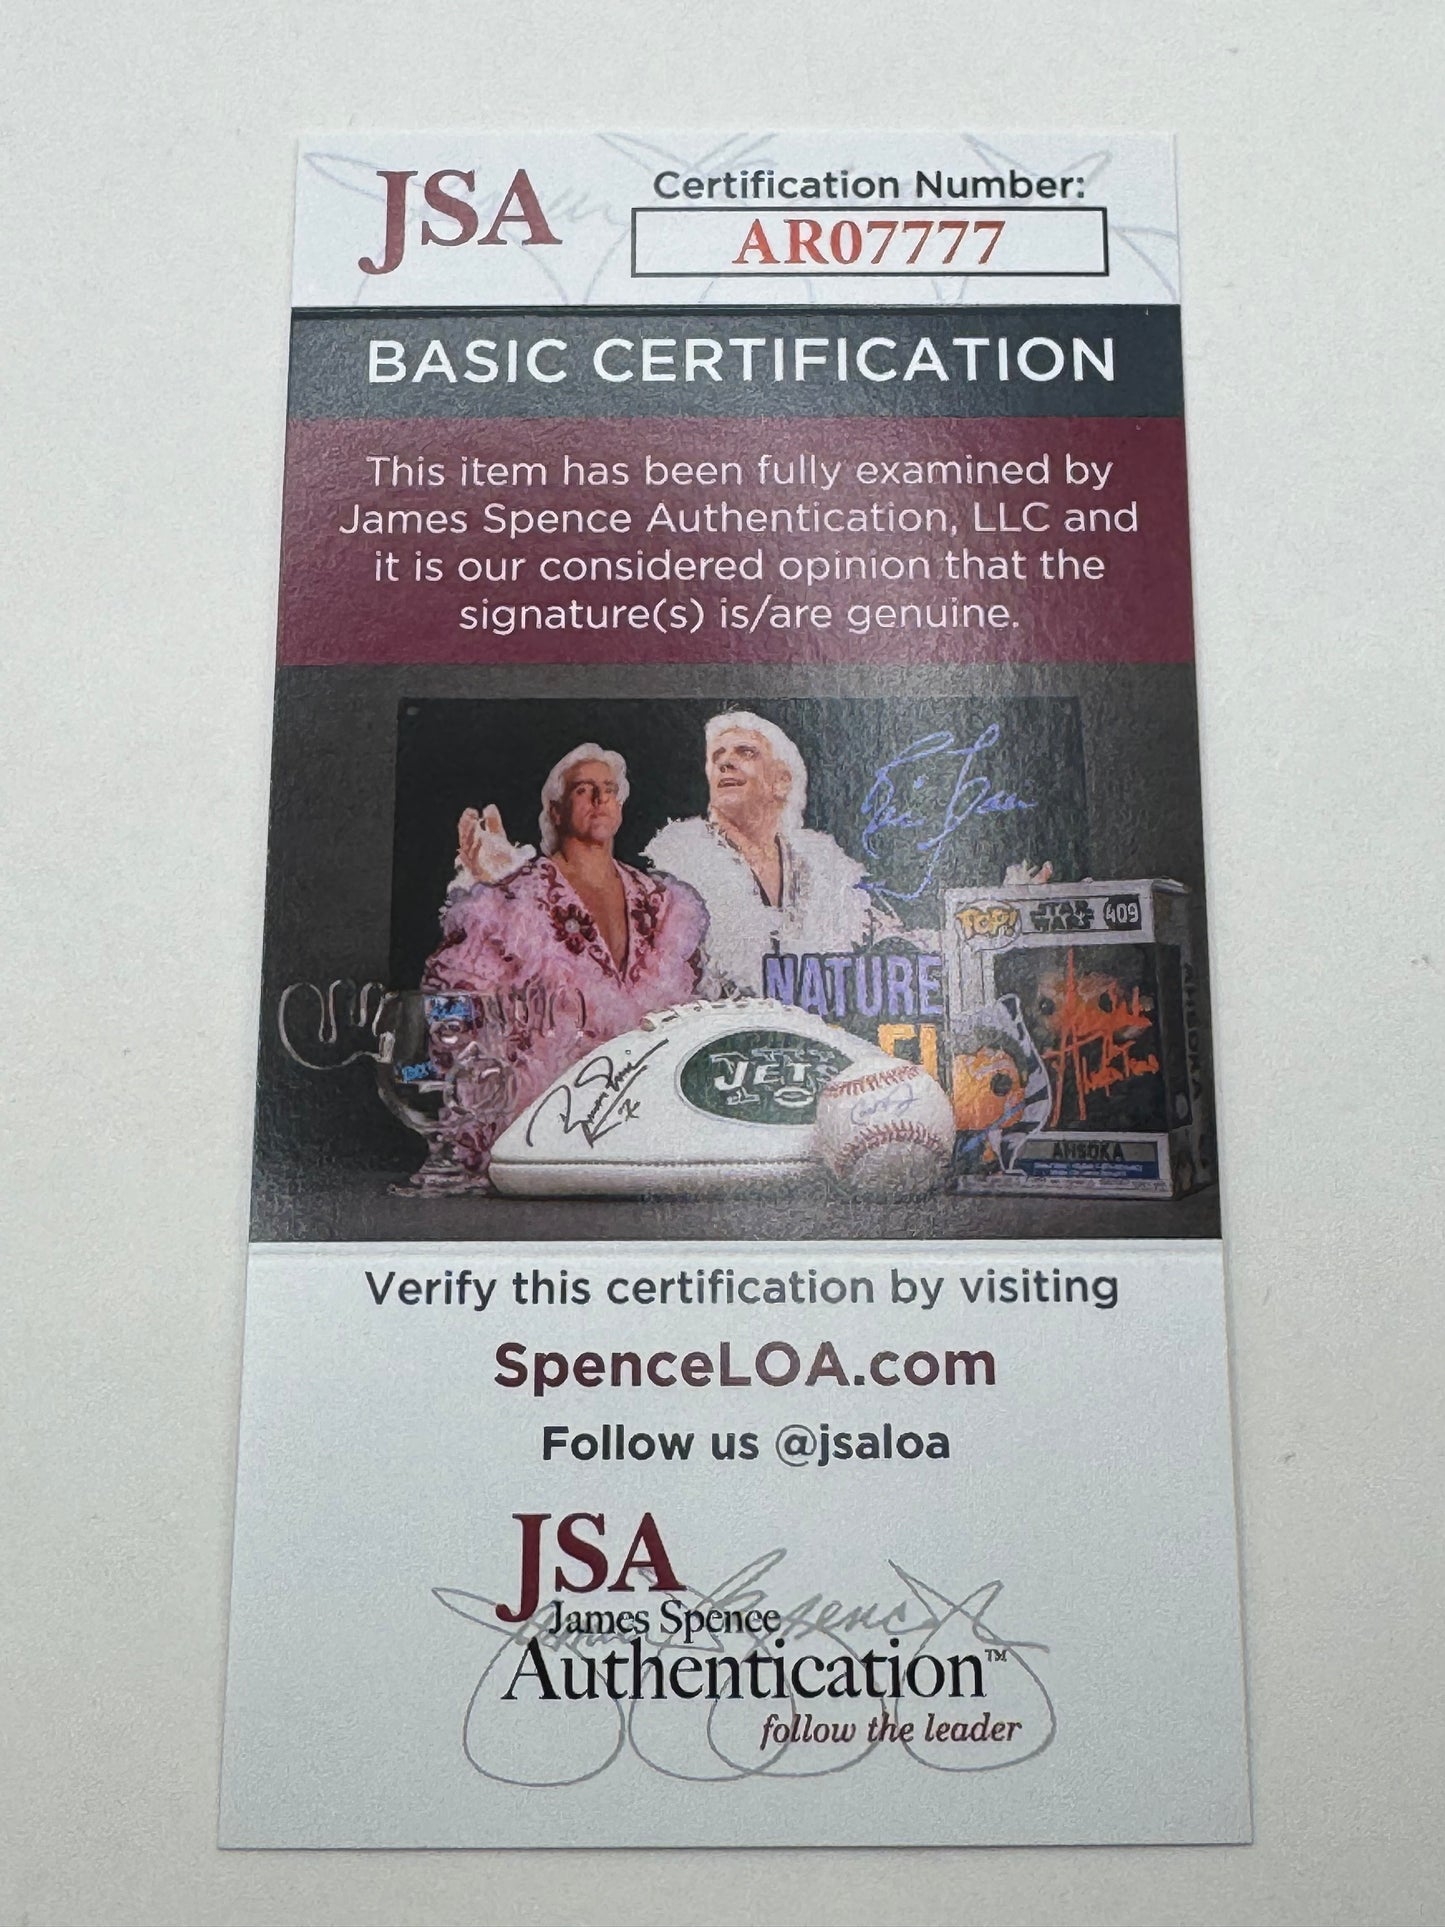 JSA
Certification Number:
AR07777
BASIC CERTIFICATION
This item has been fully examined by
James Spence Authentication, LLC and
it is our considered opinion that the
signature(s) is/are genuine.
NATURE
POP!
STAR
WARS
409
JETS
AHSOKA
Verify this certification by visiting
SpenceLOA.com
Follow us @jsaloa
JSA
James Spence
Authentication™
follow the leader